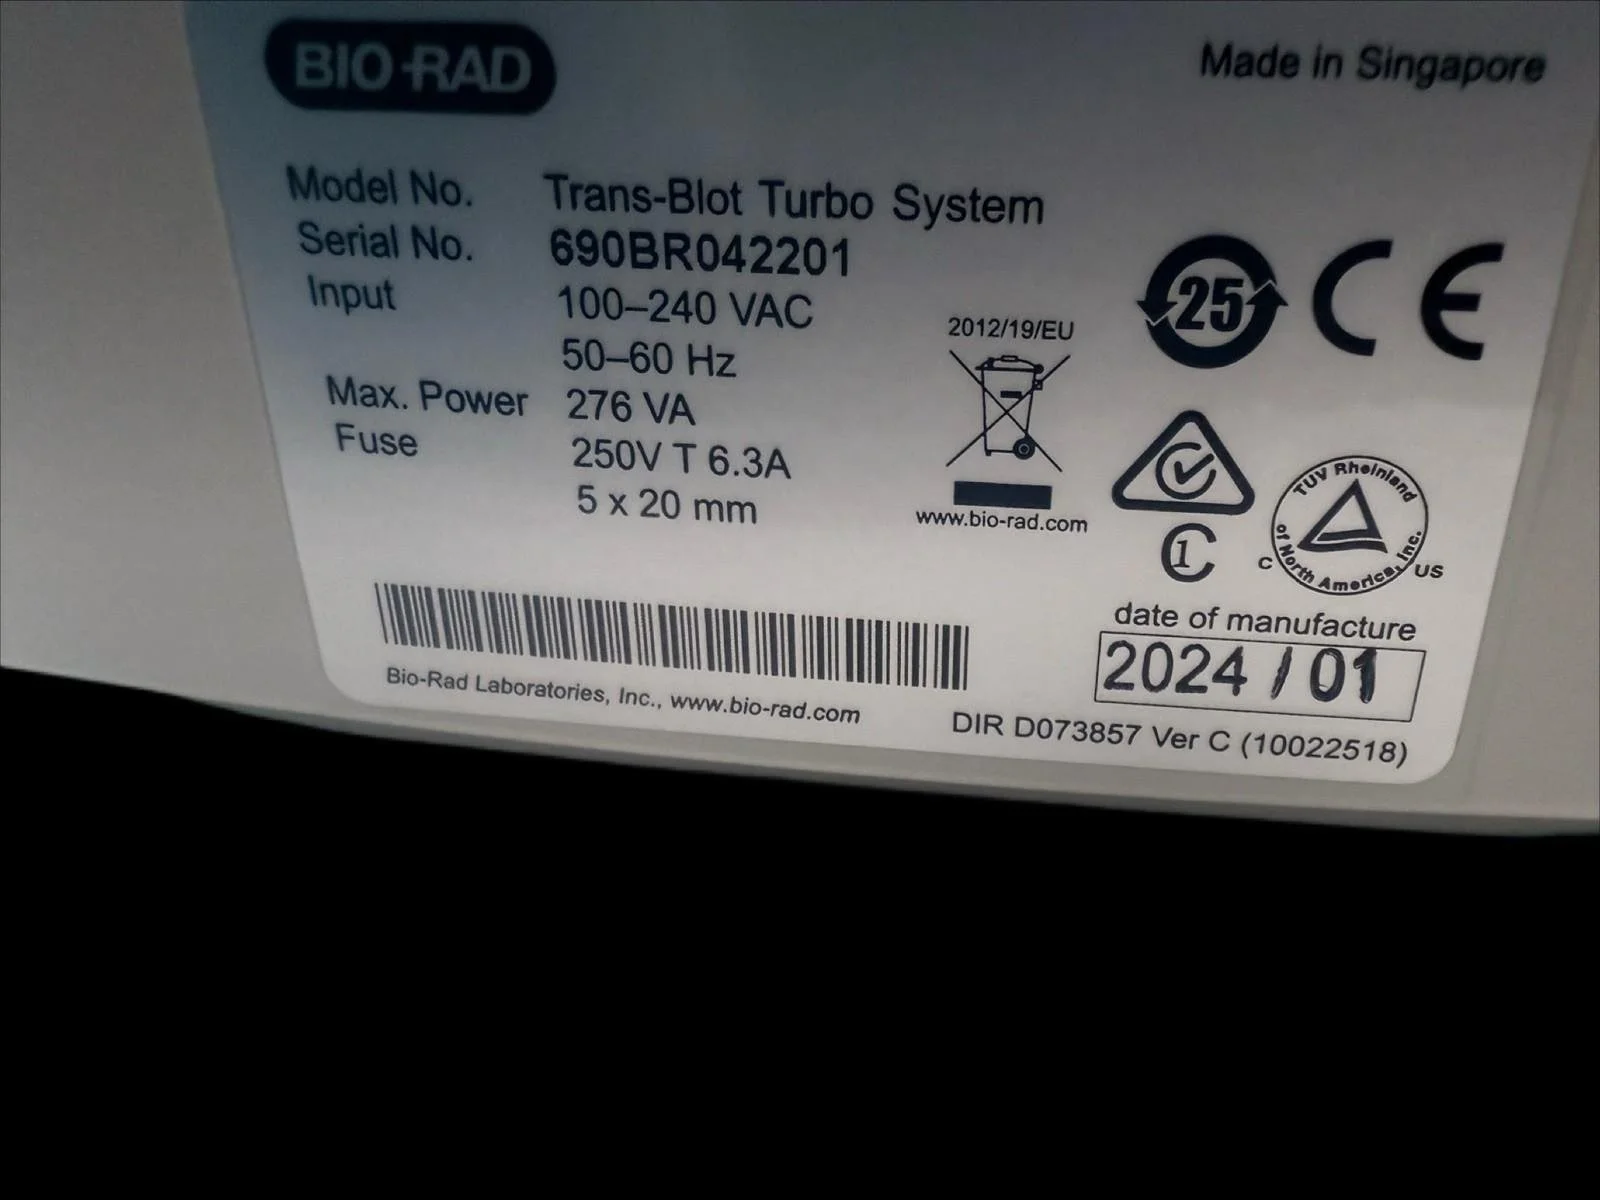 BIO-RAD
Made in Singapore
Model No. Trans-Blot Turbo System
Serial No. 690BR042201
Input 100–240 VAC
50–60 Hz
Max. Power 276 VA
Fuse 250V T 6.3A
5 x 20 mm
2012/19/EU
www.bio-rad.com
25
CE
C1
TUV Rheinland
of North America, Inc.
C US
date of manufacture
2024 / 01
Bio-Rad Laboratories, Inc., www.bio-rad.com
DIR D073857 Ver C (10022518)